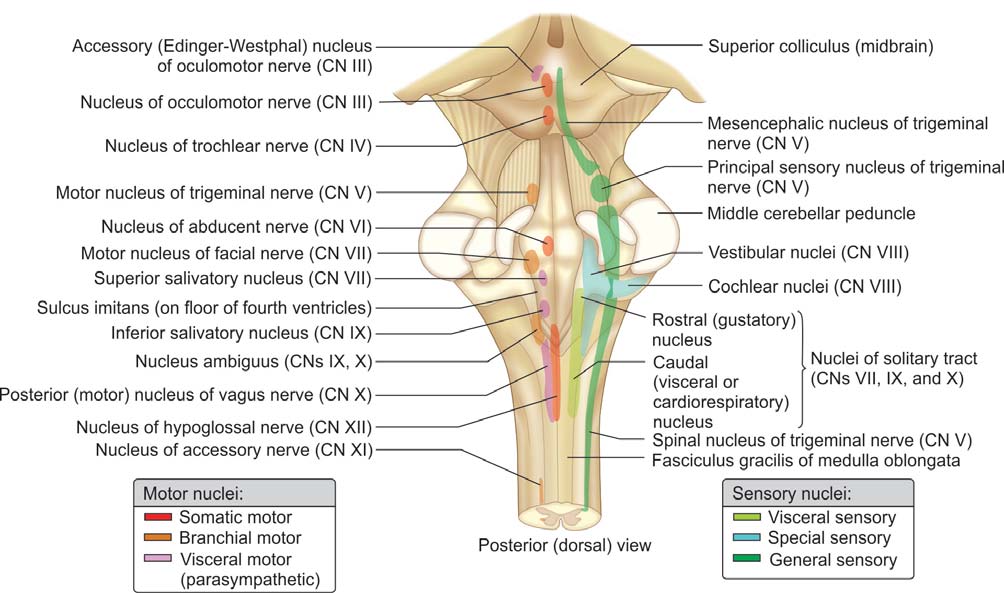 Accessory (Edinger-Westphal) nucleus
of oculomotor nerve (CN III)
Nucleus of occulomotor nerve (CN III)
Nucleus of trochlear nerve (CN IV)
Motor nucleus of trigeminal nerve (CN V)
Nucleus of abducent nerve (CN VI)
Motor nucleus of facial nerve (CN VII)
Superior salivatory nucleus (CN VII)
Sulcus imitans (on floor of fourth ventricles)
Inferior salivatory nucleus (CN IX)
Nucleus ambiguus (CNs IX, X)
Posterior (motor) nucleus of vagus nerve (CN X)
Nucleus of hypoglossal nerve (CN XII)
Nucleus of accessory nerve (CN XI)
Superior colliculus (midbrain)
Mesencephalic nucleus of trigeminal
nerve (CN V)
Principal sensory nucleus of trigeminal
nerve (CN V)
Middle cerebellar peduncle
Vestibular nuclei (CN VIII)
Cochlear nuclei (CN VIII)
Rostral (gustatory)
nucleus
Caudal
(visceral or
cardiorespiratory)
nucleus
Nuclei of solitary tract
(CNs VII, IX, and X)
Spinal nucleus of trigeminal nerve (CN V)
Fasciculus gracilis of medulla oblongata
Motor nuclei:
Somatic motor
Branchial motor
Visceral motor
(parasympathetic)
Posterior (dorsal) view
Sensory nuclei:
Visceral sensory
Special sensory
General sensory